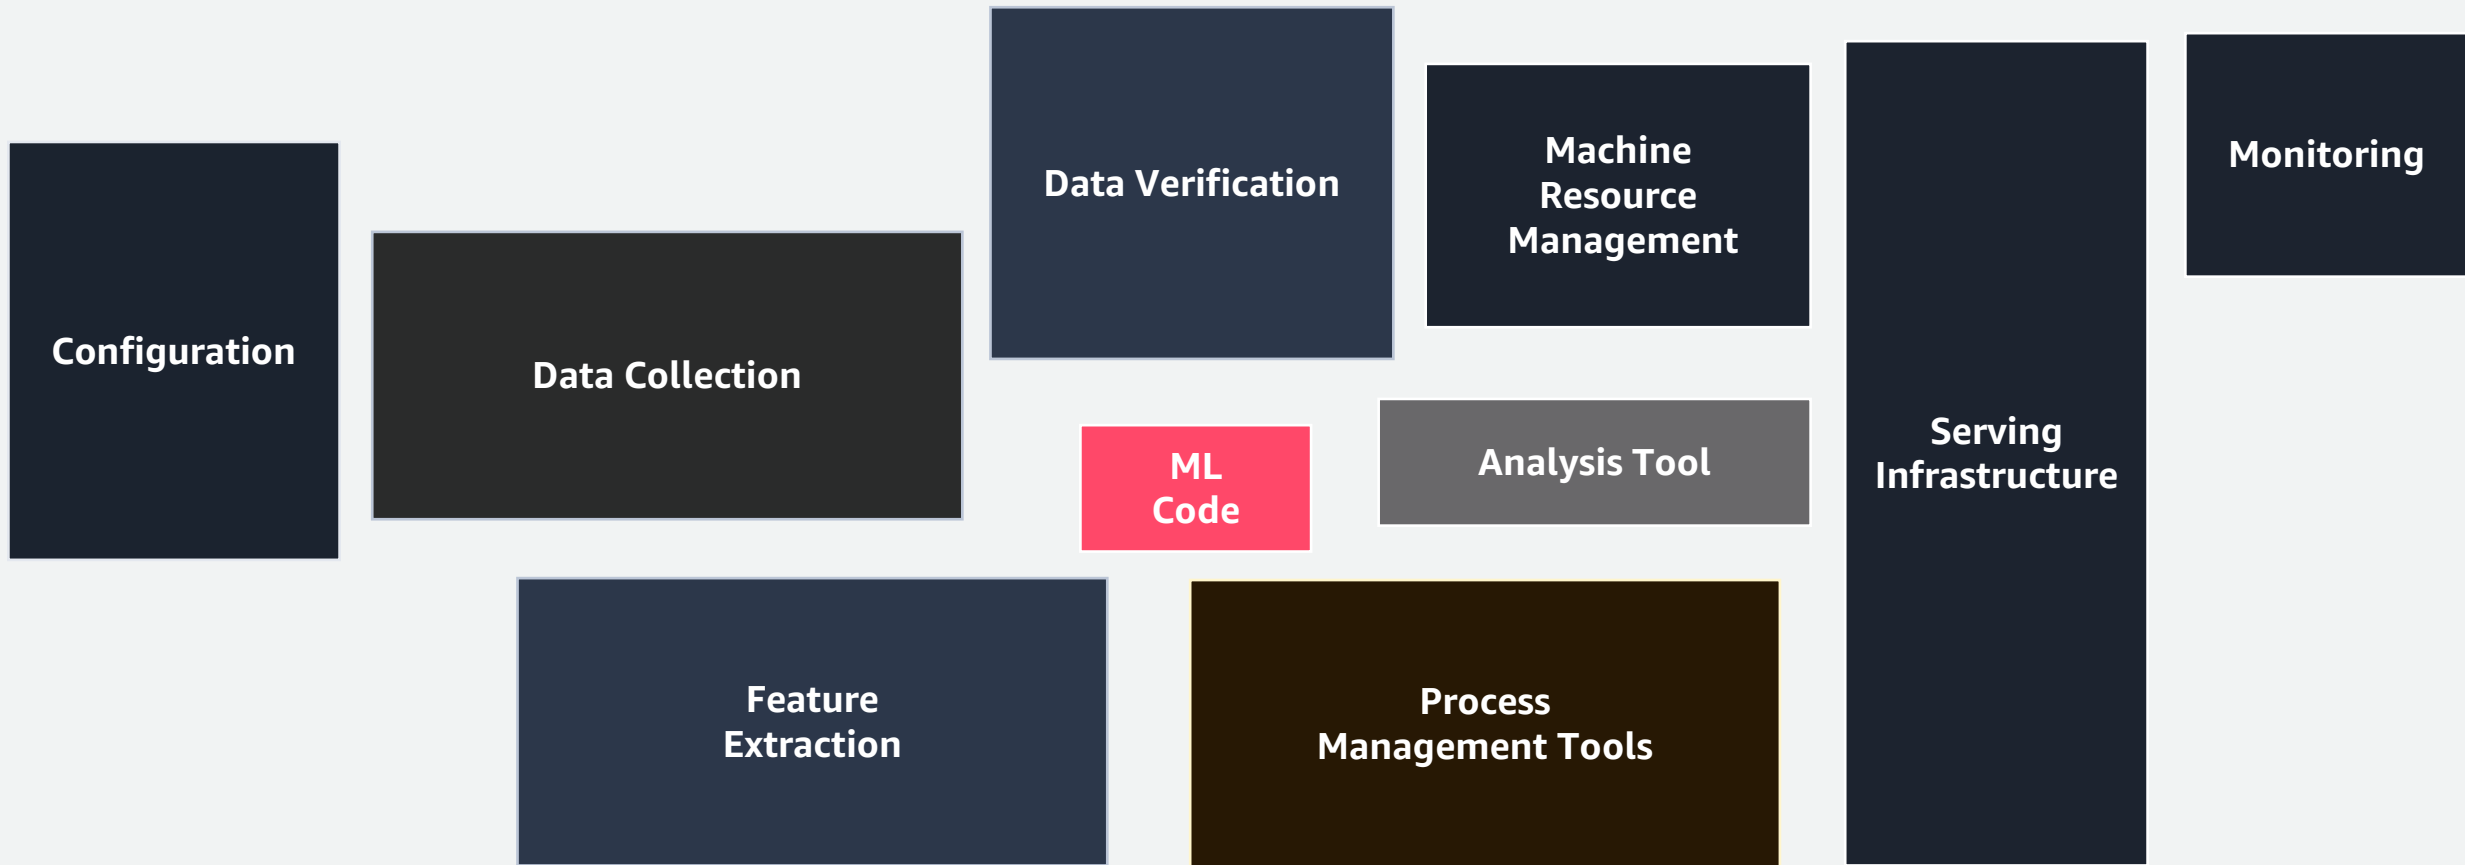 Configuration
Data Collection
Data Verification
Machine
Resource
Management
Monitoring
ML
Code
Analysis Tool
Serving
Infrastructure
Feature
Extraction
Process
Management Tools